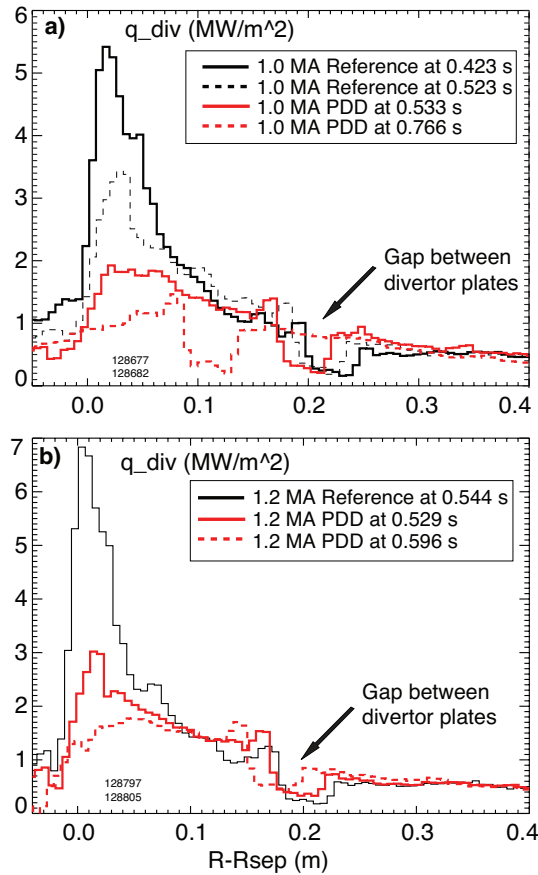 a)
q_div (MW/m^2)
1.0 MA Reference at 0.423 s
1.0 MA Reference at 0.523 s
1.0 MA PDD at 0.533 s
1.0 MA PDD at 0.766 s
Gap between
divertor plates
6
5
4
3
2
1
0
128677
128682
0.0 0.1 0.2 0.3 0.4
b)
q_div (MW/m^2)
1.2 MA Reference at 0.544 s
1.2 MA PDD at 0.529 s
1.2 MA PDD at 0.596 s
Gap between
divertor plates
7
6
5
4
3
2
1
0
128797
128805
0.0 0.1 0.2 0.3 0.4
R-Rsep (m)